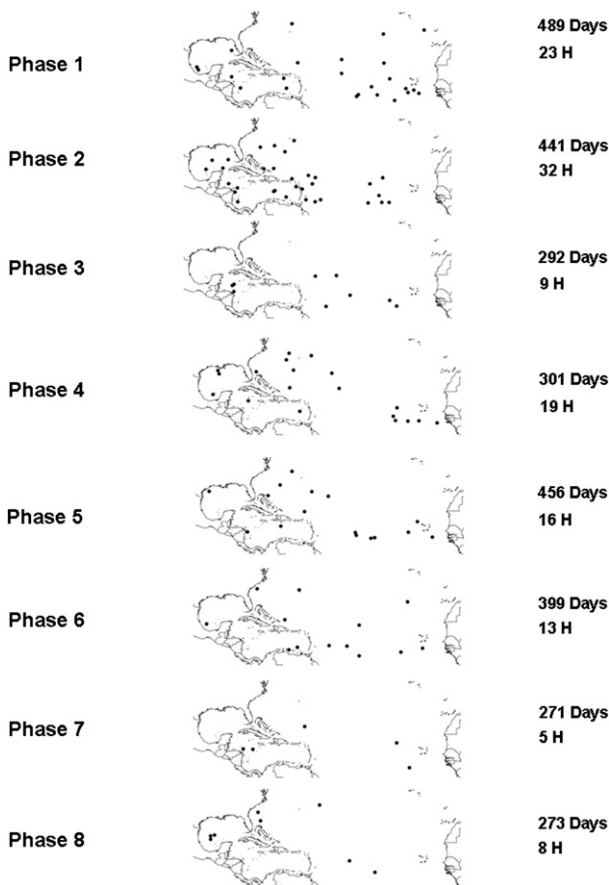 489 Days
Phase 1
23 H
441 Days
Phase 2
32 H
292 Days
Phase 3
9 H
301 Days
Phase 4
19 H
456 Days
Phase 5
16 H
399 Days
Phase 6
13 H
271 Days
Phase 7
5 H
273 Days
Phase 8
8 H